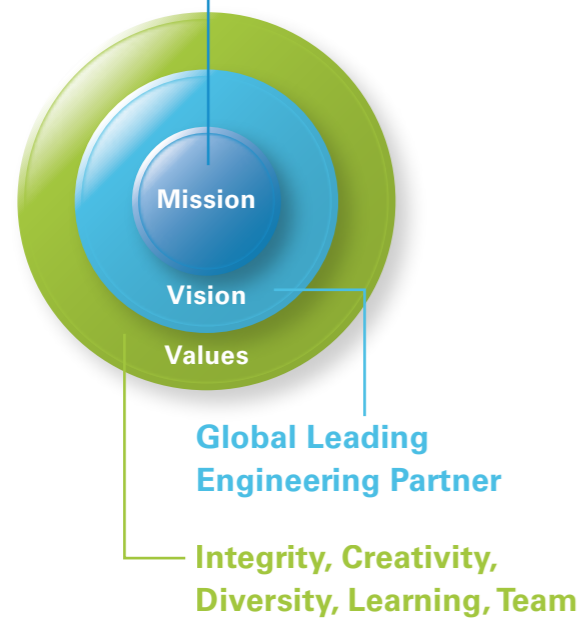 Mission
Vision
Values
Global Leading
Engineering Partner
Integrity, Creativity,
Diversity, Learning, Team